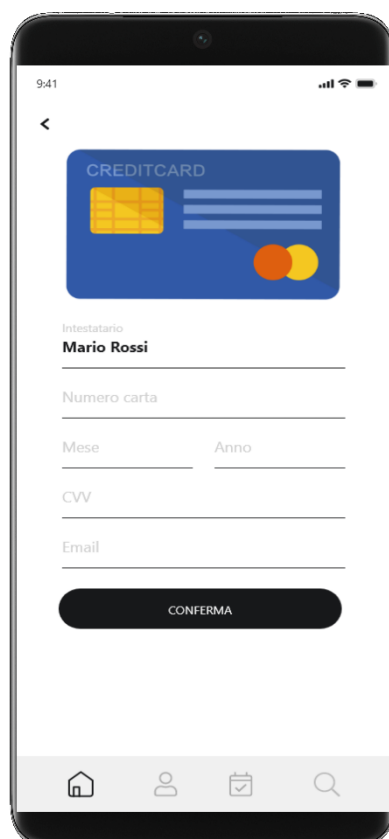 9:41
CREDITCARD
Intestatario
Mario Rossi
Numero carta
Mese Anno
CVV
Email
CONFERMA